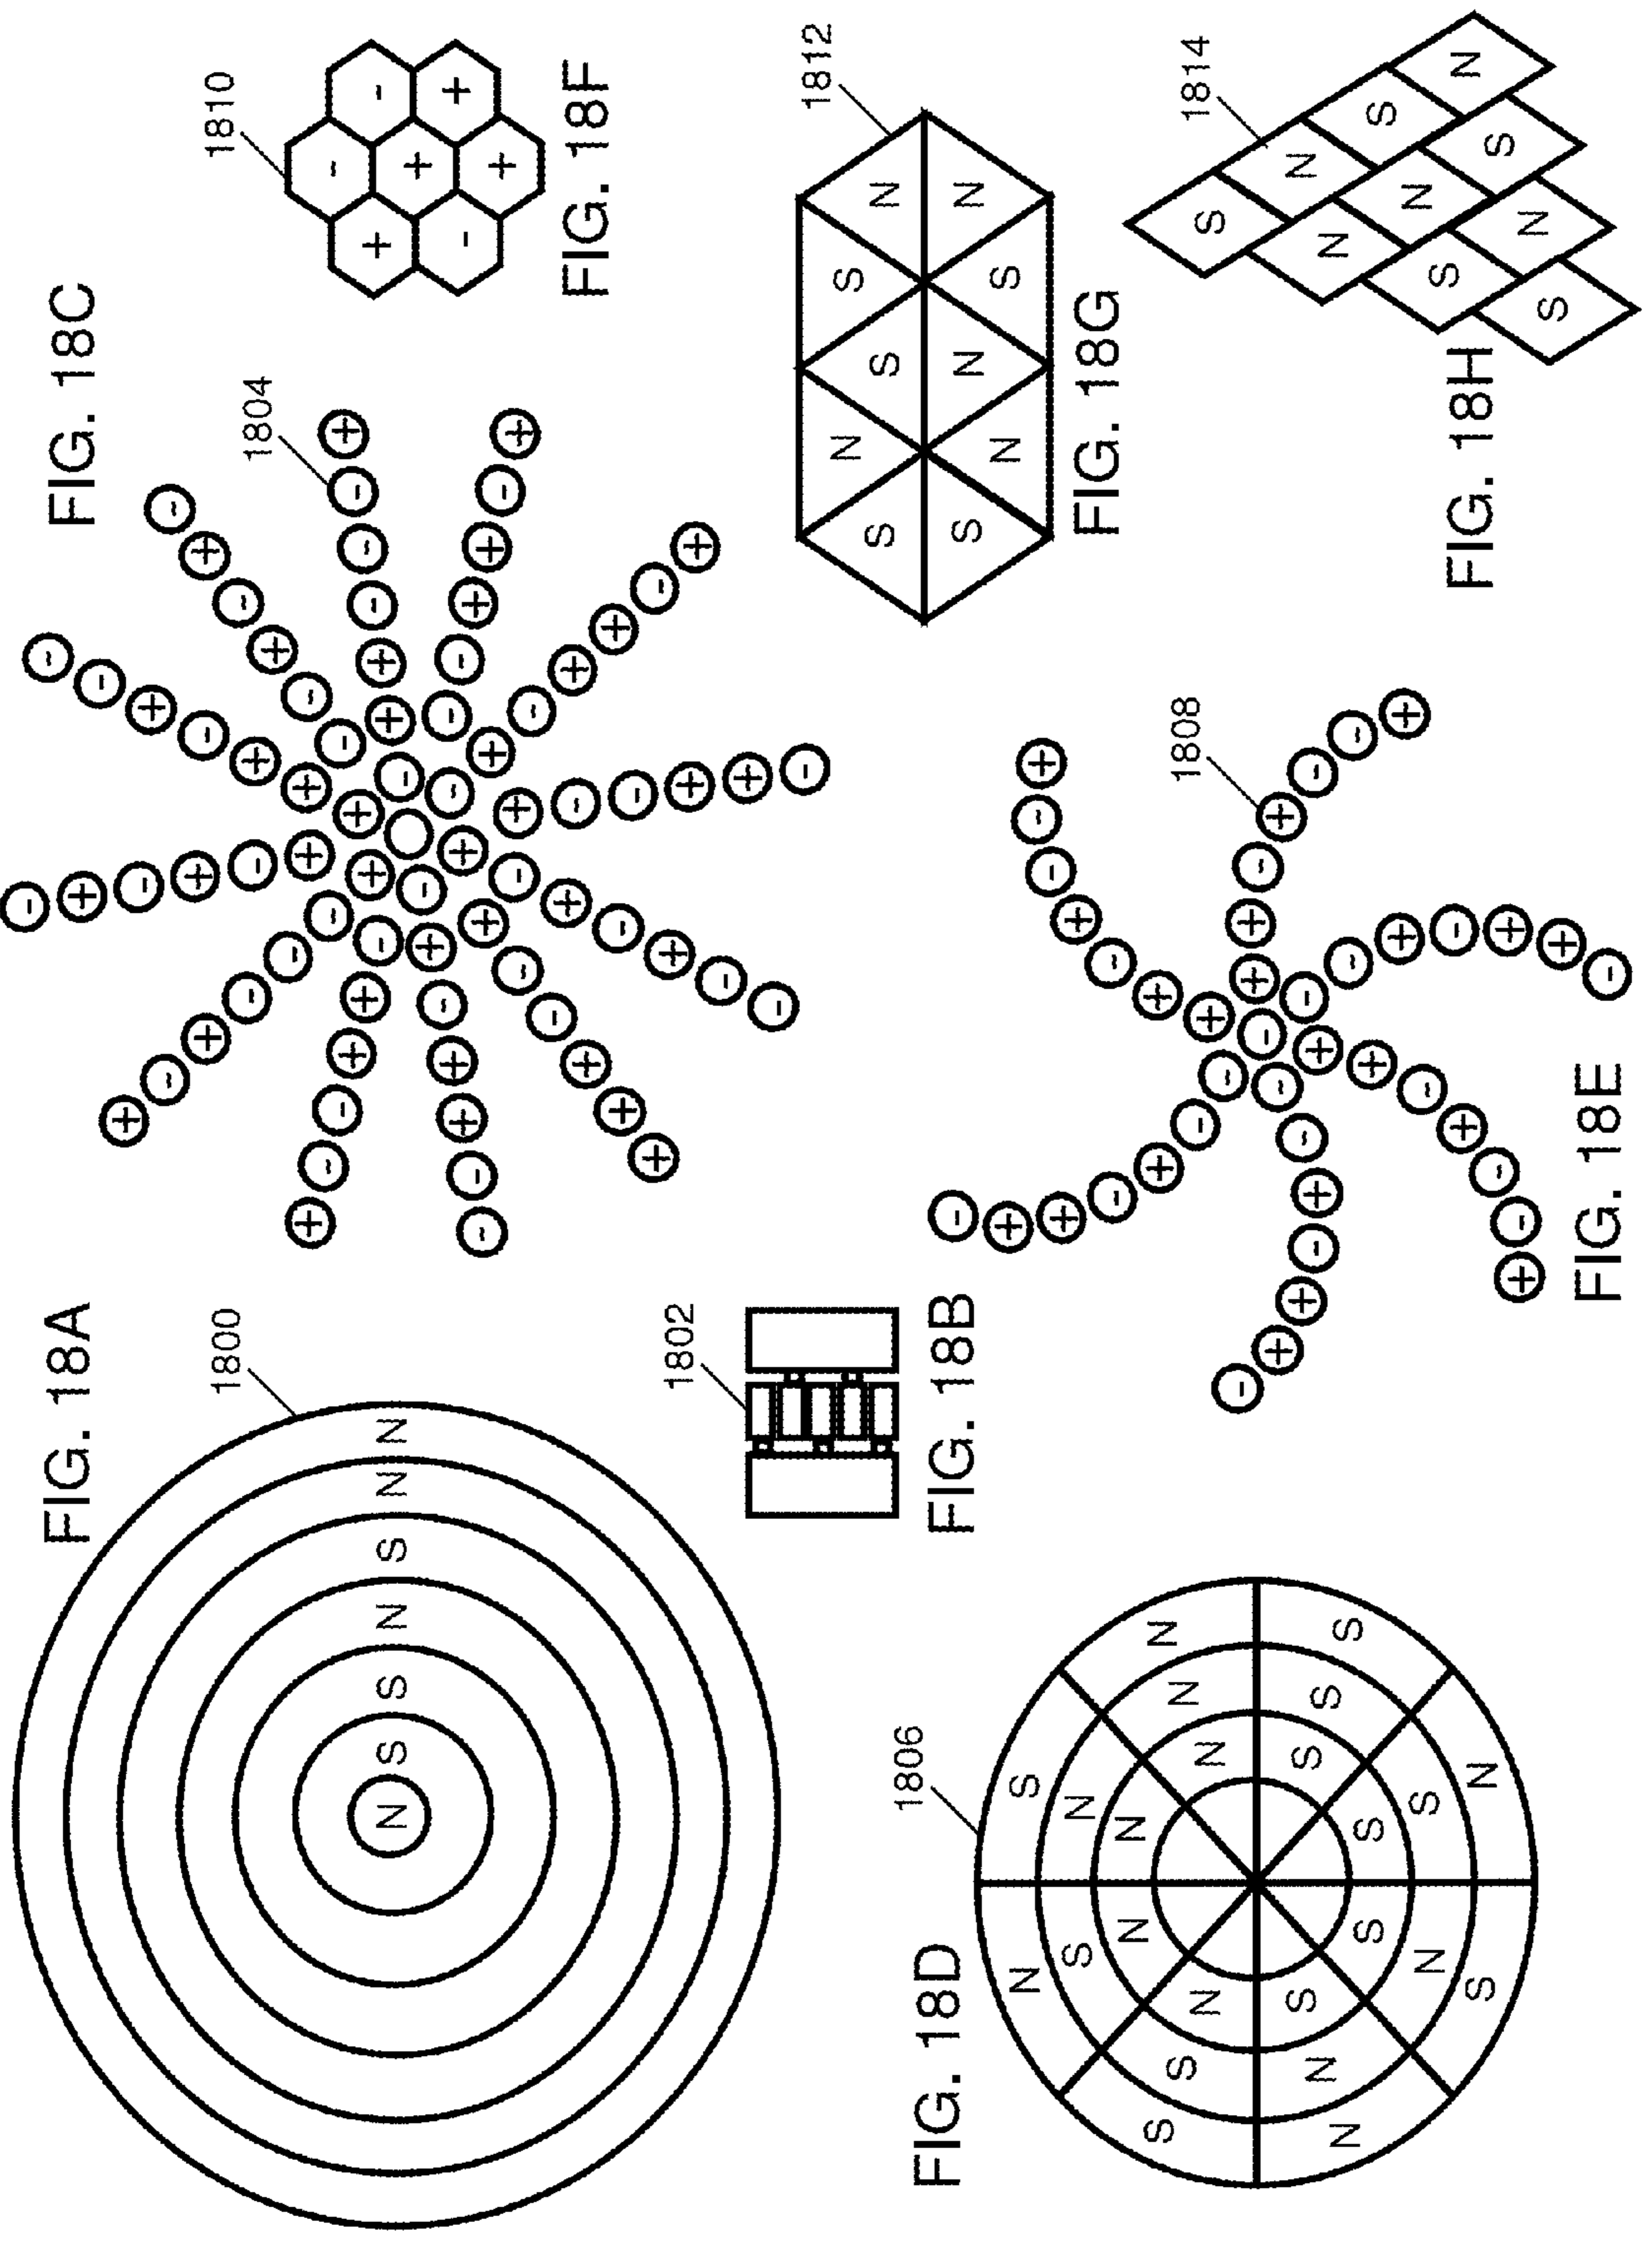 FIG. 18A
1800
N S S N S N N
FIG. 18B
1802
FIG. 18C
1804
- - + - + + +
- + - + - -
+ - - - + + -
+ - + + - -
+ - + + - + -
- + + - - +
- - + - + - +
+ + + - - +
- - + + - + -
+ - - + + -
+ - + - - - +
- + - + - +
FIG. 18D
1806
N S
S N
N N
S N
S N
N N
S S
N S
N S
S S
N S
S N
FIG. 18E
1808
-
+ - - + - + +
+ - - + - + +
- + + - + - -
+ - - + - + +
- + + - + - -
- + + - + - -
FIG. 18F
1810
-
+ -
+
- +
+
FIG. 18G
1812
S N S S N
S N N S N
FIG. 18H
1814
S N S N
N N S
S N
S